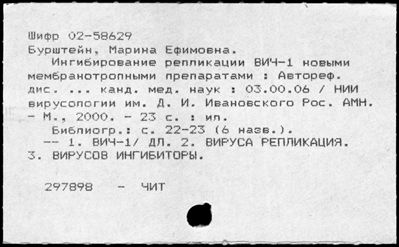 Шифр 02-58629
Бурштейн, Марина Ефимовна.
Ингибирование репликации ВИЧ-1 новыми
мембранотропными препаратами : Автореф.
дис. ... канд. мед. наук : 03.00.06 / НИИ
вирусологии им. Д. И. Ивановского Рос. АМН.
- М., 2000. - 23 с. : ил.
Библиогр.: с. 22-23 (6 назв.).
-- 1. ВИЧ-1/ ДЛ. 2. ВИРУСА РЕПЛИКАЦИЯ.
3. ВИРУСОВ ИНГИБИТОРЫ.
297898 - ЧИТ